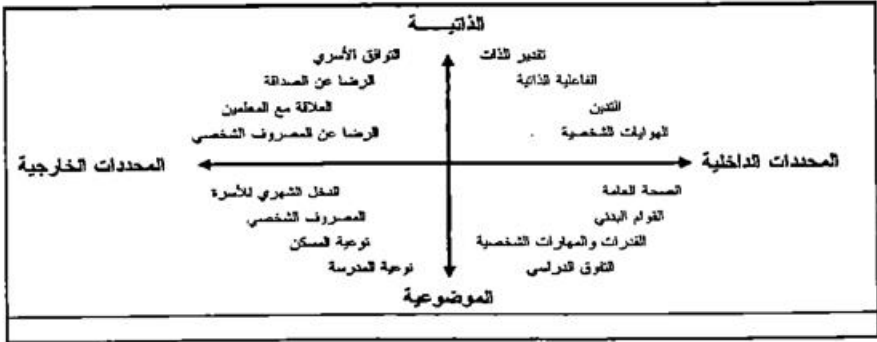 الذاتيـــــة
تقدير الذات
التوافق الأسري
الفاعلية الذاتية
الرضا عن الصداقة
التدين
العلاقة مع المعلمين
الهوايات الشخصية
الرضا عن المصروف الشخصي
المحددات الداخلية
المحددات الخارجية
الصحة العامة
الدخل الشهري للأسرة
القوام البدني
المصروف الشخصي
القدرات والمهارات الشخصية
نوعية المسكن
التفوق الدراسي
نوعية المدرسة
الموضوعية